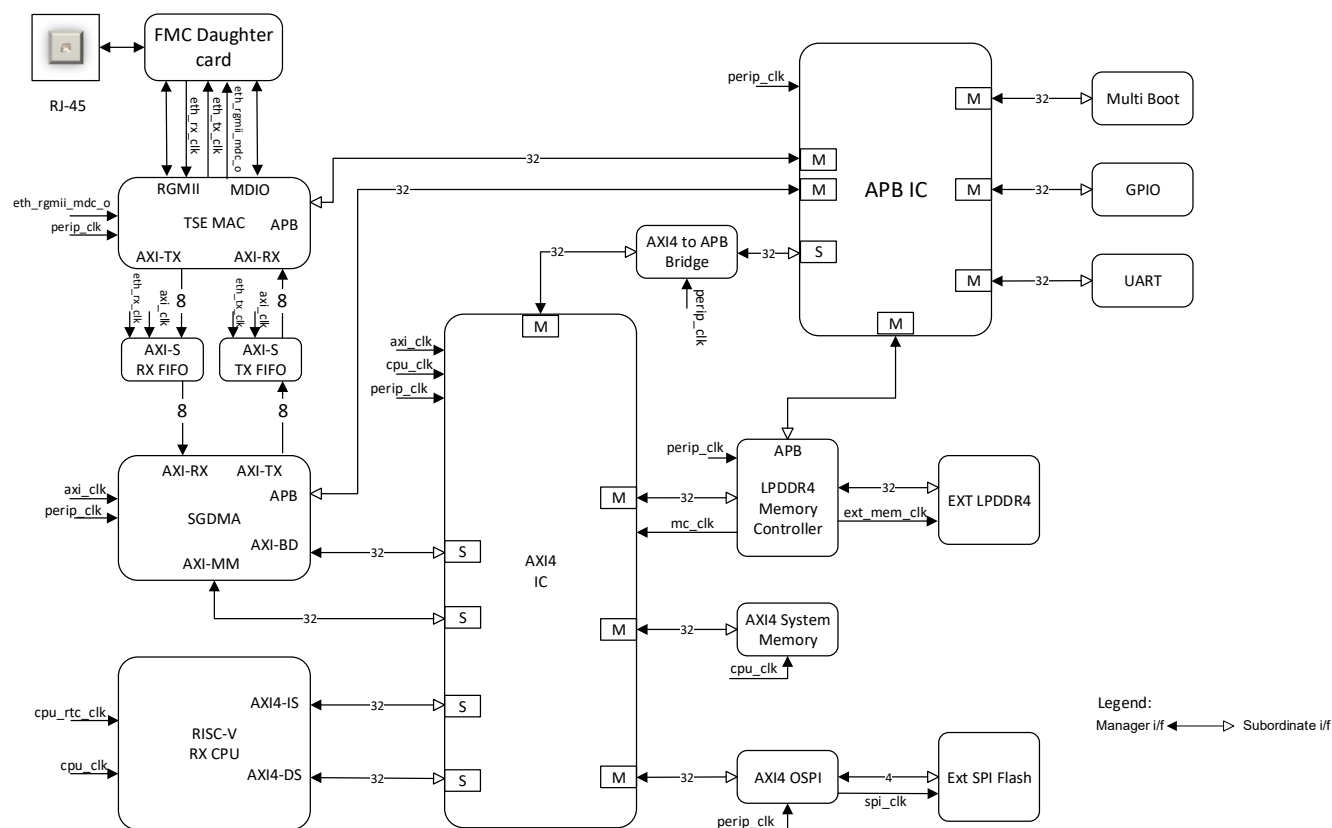 FMC Daughter
card
RJ-45
eth_rx_clk
eth_tx_clk
eth_rgmii_mdc_o
RGMII
MDIO
eth_rgmii_mdc_o
perip_clk
TSE MAC
APB
AXI-TX
AXI-RX
eth_rx_clk
axi_clk
8
eth_tx_clk
axi_clk
8
AXI-S
RX FIFO
AXI-S
TX FIFO
8
8
AXI-RX
AXI-TX
APB
axi_clk
perip_clk
SGDMA
AXI-BD
AXI-MM
32
32
32
32
cpu_rtc_clk
cpu_clk
RISC-V
RX CPU
AXI4-IS
AXI4-DS
32
32
axi_clk
cpu_clk
perip_clk
M
S
S
S
S
AXI4
IC
M
M
M
32
AXI4 to APB
Bridge
32
perip_clk
perip_clk
M
M
S
APB IC
M
M
M
M
32
Multi Boot
32
GPIO
32
UART
perip_clk
APB
LPDDR4
Memory
Controller
32
mc_clk
32
ext_mem_clk
EXT LPDDR4
32
AXI4 System
Memory
cpu_clk
32
AXI4 OSPI
perip_clk
4
spi_clk
Ext SPI Flash
Legend:
Manager i/f
Subordinate i/f